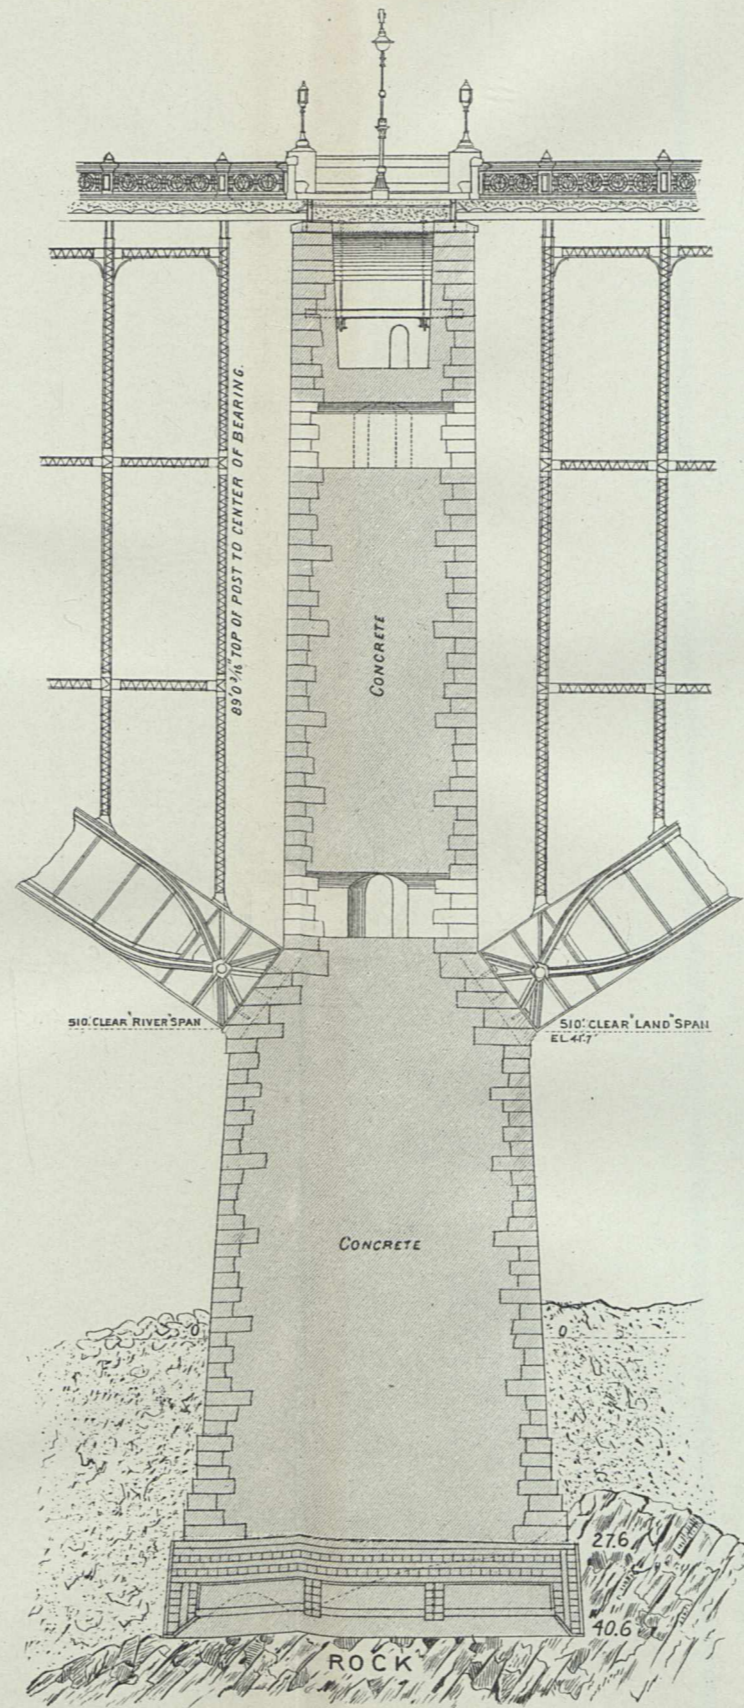 89'0 3/16" TOP OF POST TO CENTER OF BEARING.
CONCRETE
510' CLEAR "RIVER" SPAN
510' CLEAR "LAND" SPAN
CONCRETE
0
0
27.6
40.6
ROCK